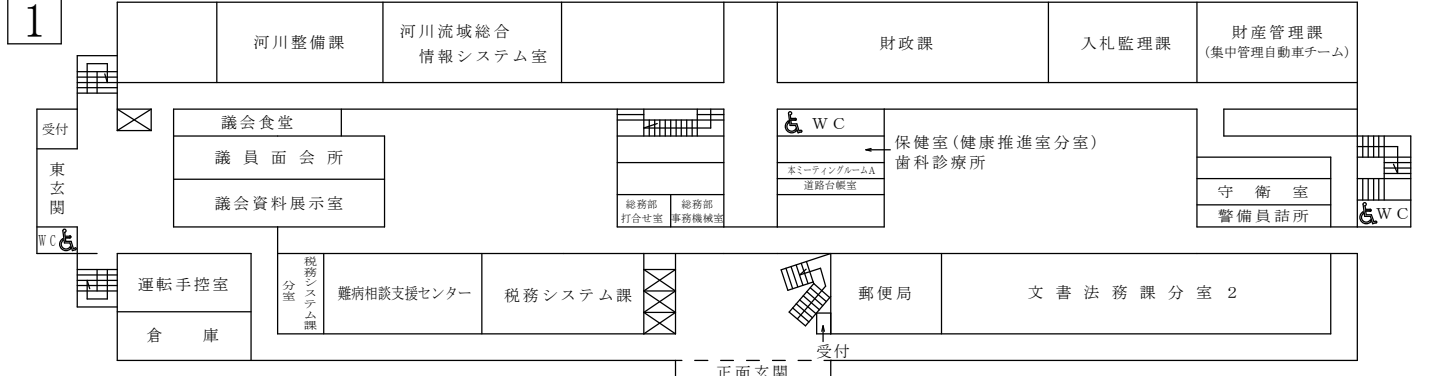 1
河川整備課
河川流域総合
情報システム室
財政課
入札監理課
財産管理課
(集中管理自動車チーム)
受付
議会食堂
WC
保健室(健康推進室分室)
歯科診療所
議員面会所
本ミーティングルームA
道路台帳室
東玄関
議会資料展示室
総務部
打合せ室
総務部
事務機械室
守衛室
警備員詰所
WC
WC
運転手控室
倉庫
税務システム課
分室
難病相談支援センター
税務システム課
郵便局
文書法務課分室2
受付
正面玄関